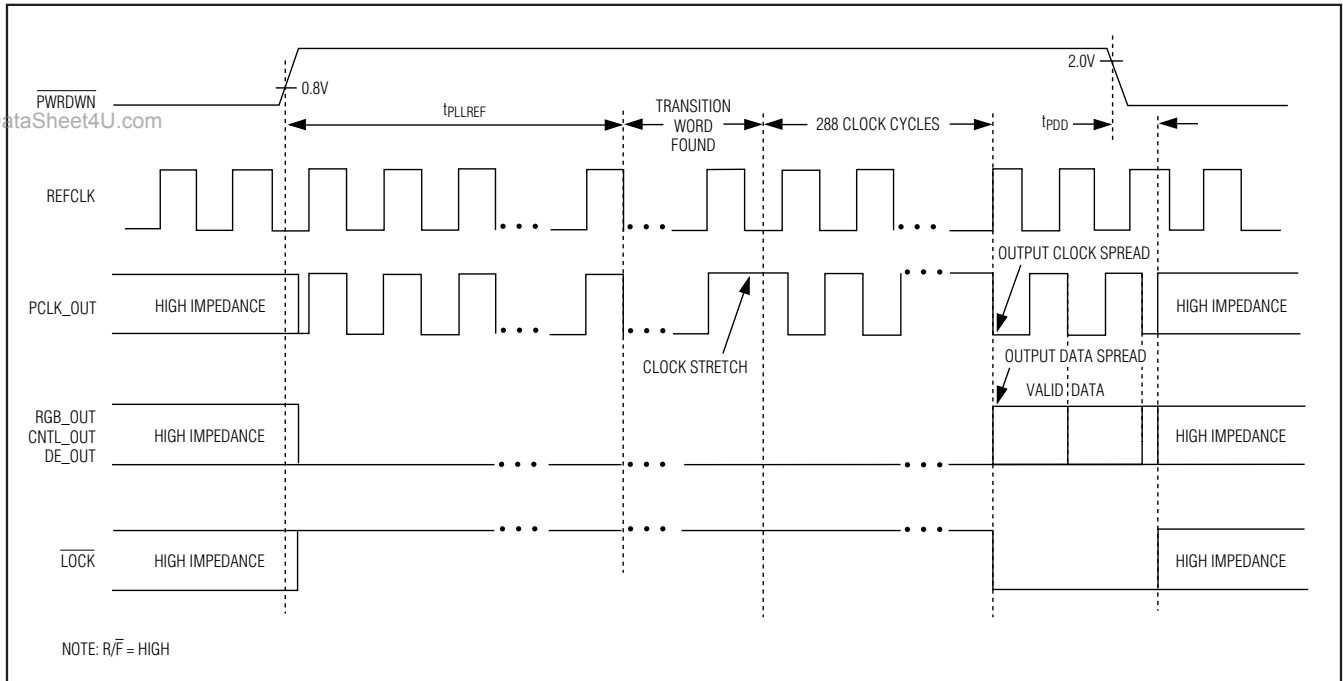 2.0V
0.8V
PWRDWN
ataSheet4U.com
tPLLREF
TRANSITION
WORD
FOUND
288 CLOCK CYCLES
tPDD
REFCLK
OUTPUT CLOCK SPREAD
PCLK_OUT
HIGH IMPEDANCE
HIGH IMPEDANCE
CLOCK STRETCH
OUTPUT DATA SPREAD
VALID DATA
RGB_OUT
CNTL_OUT
DE_OUT
HIGH IMPEDANCE
HIGH IMPEDANCE
LOCK
HIGH IMPEDANCE
HIGH IMPEDANCE
NOTE: R/F̅ = HIGH